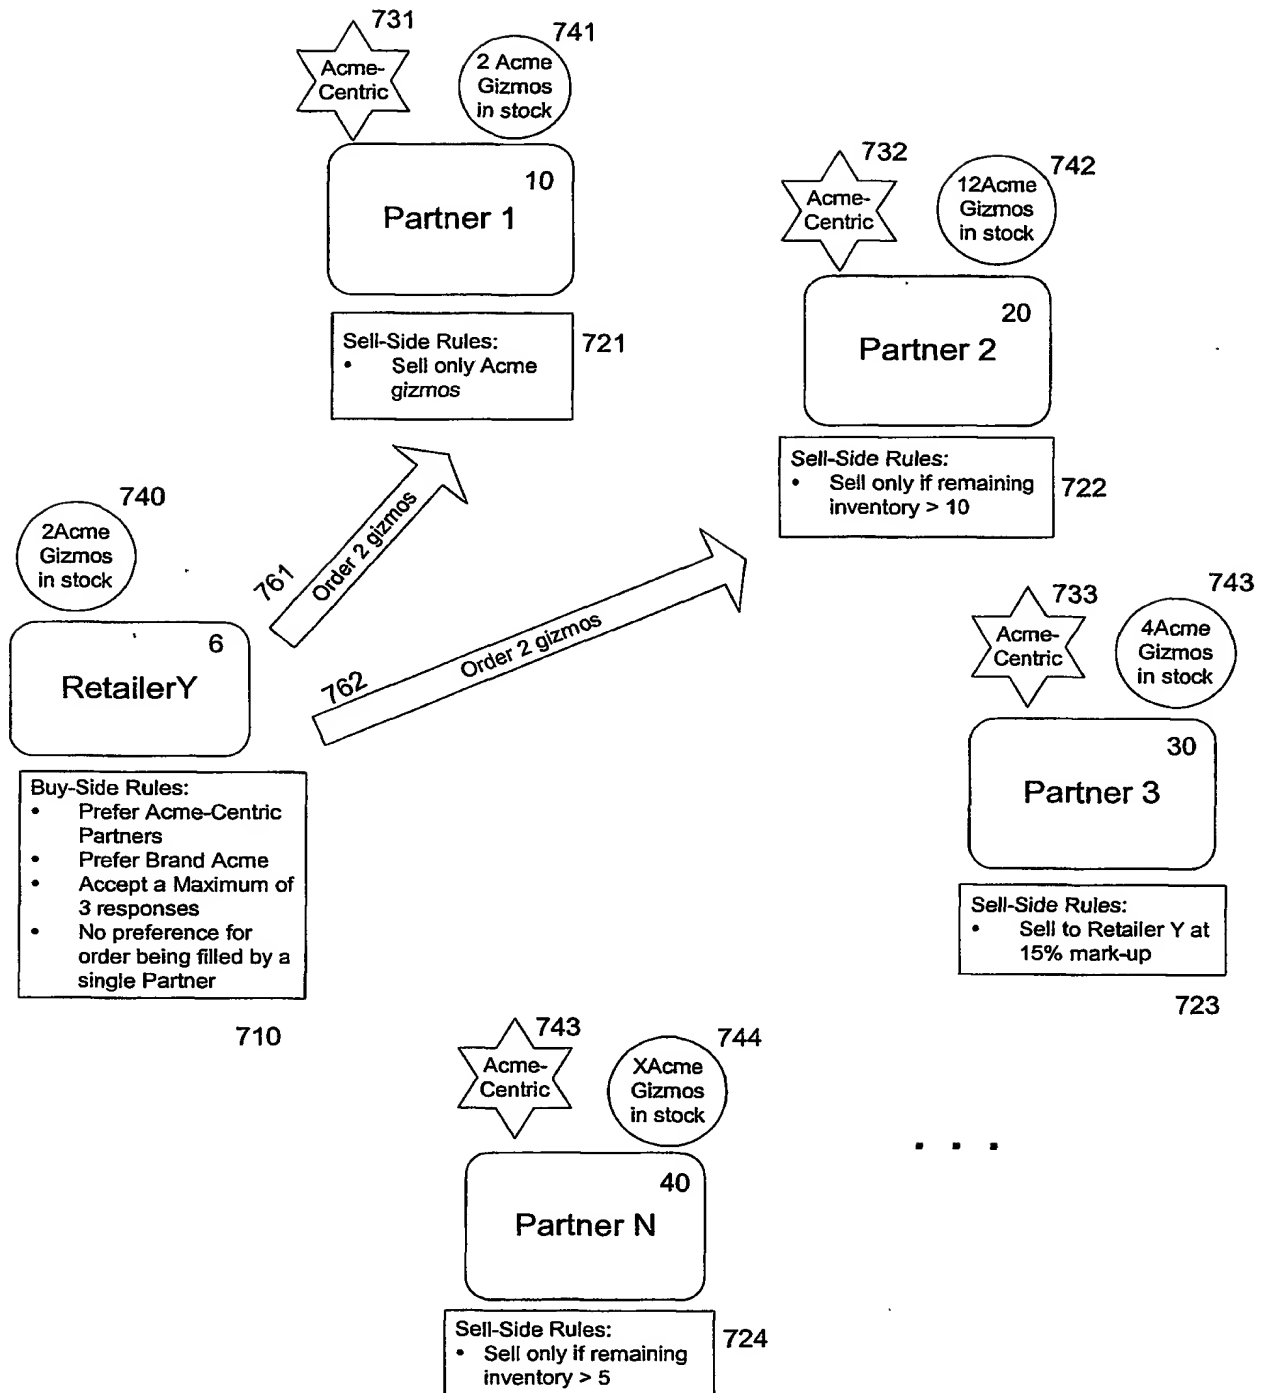 731
Acme-
Centric
741
2 Acme
Gizmos
in stock
10
Partner 1
Sell-Side Rules:
• Sell only Acme
gizmos
721
732
Acme-
Centric
742
12Acme
Gizmos
in stock
20
Partner 2
Sell-Side Rules:
• Sell only if remaining
inventory > 10
722
740
2Acme
Gizmos
in stock
761
Order 2 gizmos
762
Order 2 gizmos
6
RetailerY
Buy-Side Rules:
• Prefer Acme-Centric
Partners
• Prefer Brand Acme
• Accept a Maximum of
3 responses
• No preference for
order being filled by a
single Partner
710
733
Acme-
Centric
743
4Acme
Gizmos
in stock
30
Partner 3
Sell-Side Rules:
• Sell to Retailer Y at
15% mark-up
723
743
Acme-
Centric
744
XAcme
Gizmos
in stock
40
Partner N
. . .
Sell-Side Rules:
• Sell only if remaining
inventory > 5
724